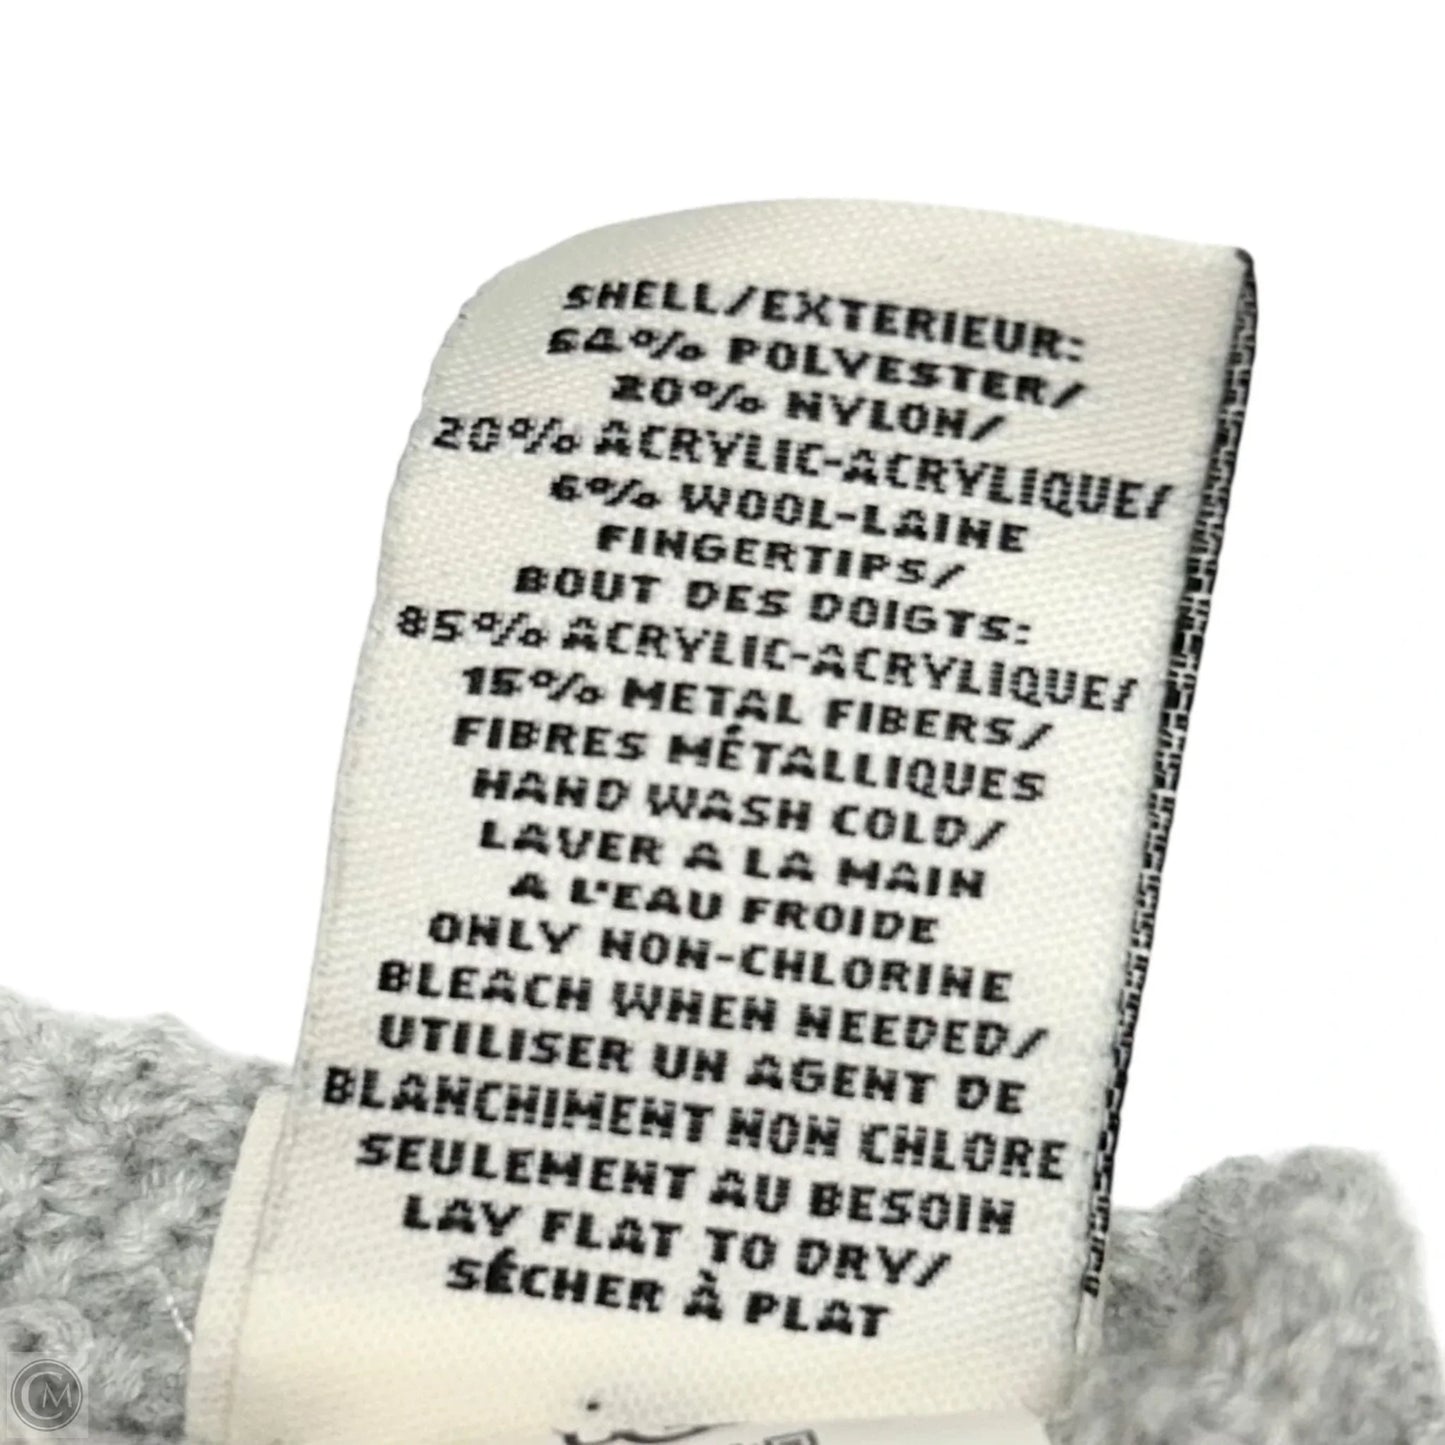 SHELL/EXTERIEUR:
54% POLYESTER/
20% NYLON/
20% ACRYLIC-ACRYLIQUE/
6% WOOL-LAINE
FINGERTIPS/
BOUT DES DOIGTS:
85% ACRYLIC-ACRYLIQUE/
15% METAL FIBERS/
FIBRES MÉTALLIQUES
HAND WASH COLD/
LAVER A LA MAIN
A L'EAU FROIDE
ONLY NON-CHLORINE
BLEACH WHEN NEEDED/
UTILISER UN AGENT DE
BLANCHIMENT NON CHLORE
SEULEMENT AU BESOIN
LAY FLAT TO DRY/
SÉCHER À PLAT
CM